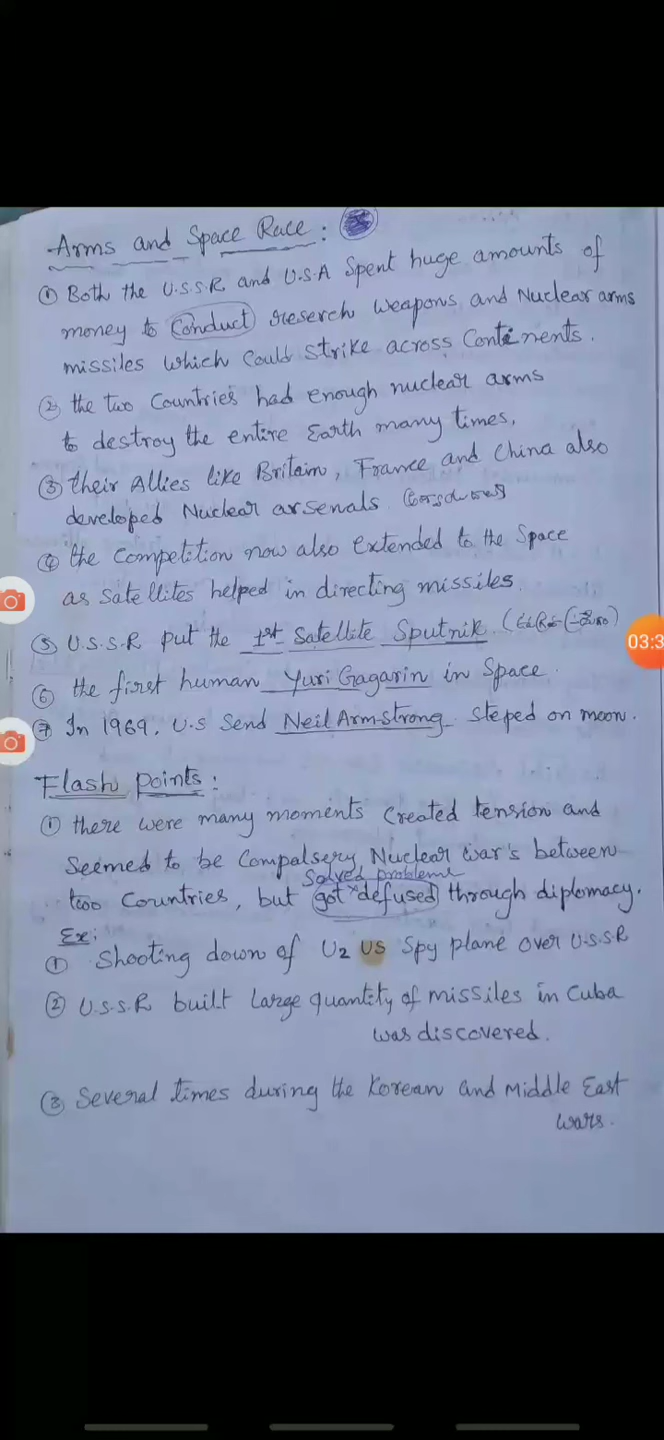 Arms and Space Race :
① Both the U.S.S.R and U.S.A Spent huge amounts of
money to Conduct reserch weapons and Nuclear arms
missiles which could strike across Continents.
② the two Countries had enough nuclear arms
to destroy the entire Earth many times,
③ their Allies like Britain, France and China also
developed Nuclear arsenals
④ the Competition now also extended to the Space
as Satellites helped in directing missiles.
⑤ U.S.S.R put the 1st Satellite Sputnik.
⑥ the first human Yuri Gagarin in Space.
⑦ In 1969, U.S Send Neil Armstrong steped on moon.
Flash points :
① there were many moments created tension and
Seemed to be Compalsery Nuclear war's between
Solved probleme
two Countries, but got defused through diplomacy.
Ex:
① Shooting down of U2 US Spy plane over U.S.S.R
② U.S.S.R built large quantity of missiles in Cuba
was discovered.
③ Several times during the Korean and Middle East
wars.
03:3